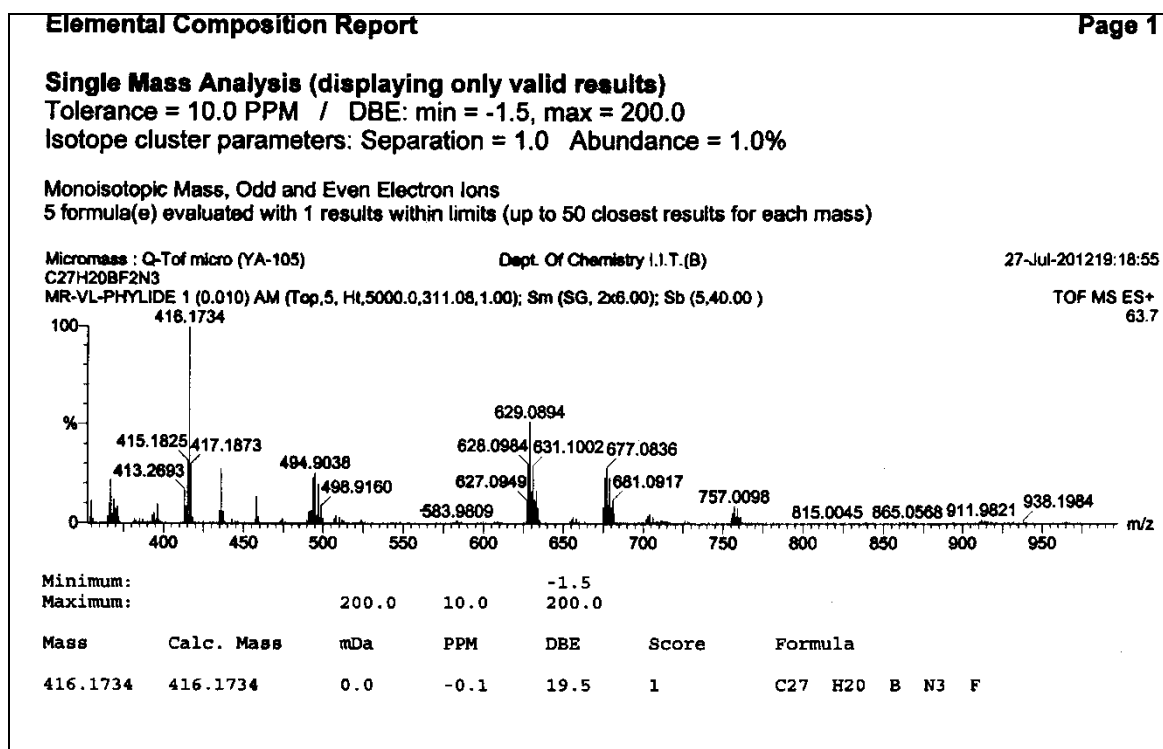 Elemental Composition Report Page 1
Single Mass Analysis (displaying only valid results)
Tolerance = 10.0 PPM / DBE: min = -1.5, max = 200.0
Isotope cluster parameters: Separation = 1.0 Abundance = 1.0%
Monoisotopic Mass, Odd and Even Electron Ions
5 formula(e) evaluated with 1 results within limits (up to 50 closest results for each mass)
Micromass : Q-Tof micro (YA-105) Dept. Of Chemistry I.I.T.(B) 27-Jul-201219:18:55
C27H20BF2N3
MR-VL-PHYLIDE 1 (0.010) AM (Top,5, Ht,5000.0,311.08,1.00); Sm (SG, 2x6.00); Sb (5,40.00 ) TOF MS ES+
63.7
100
416.1734
%
629.0894
415.1825 417.1873 628.0984 631.1002 677.0836
413.2693 494.9038
498.9160 627.0949 681.0917
583.9809 757.0098 815.0045 865.0568 911.9821 938.1984
0
400 450 500 550 600 650 700 750 800 850 900 950 m/z
Minimum: -1.5
Maximum: 200.0 10.0 200.0
Mass Calc. Mass mDa PPM DBE Score Formula
416.1734 416.1734 0.0 -0.1 19.5 1 C27 H20 B N3 F